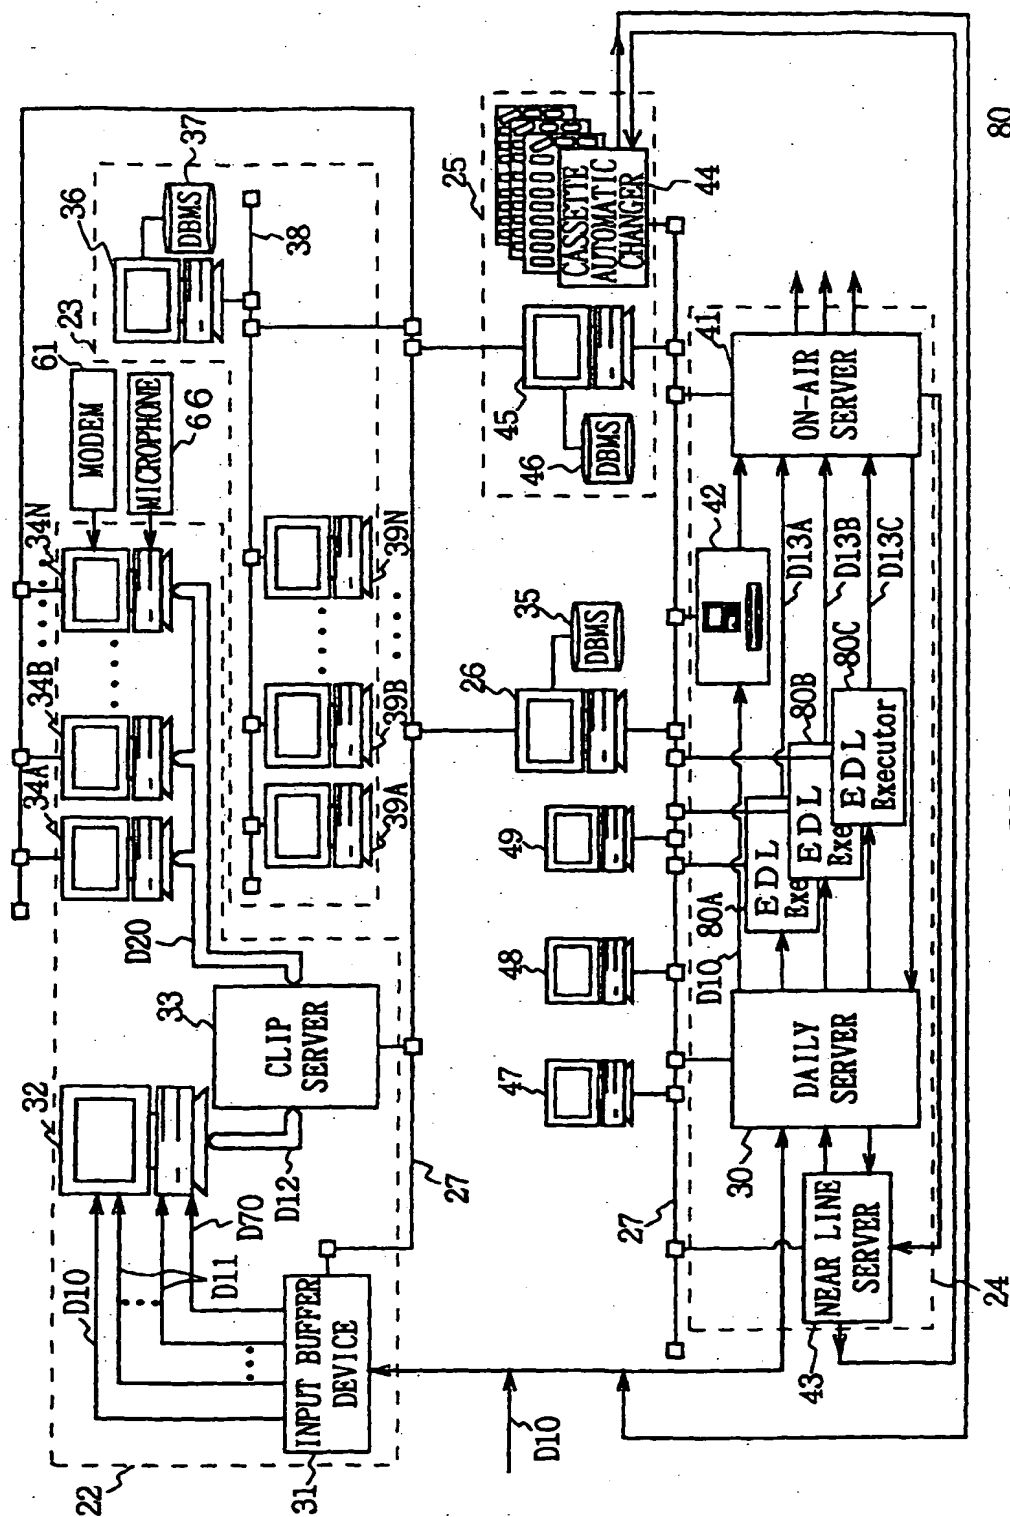 22
31
INPUT BUFFER
DEVICE
D10
D11
D70
32
D12
33
CLIP
SERVER
D20
34A
34B
34N
MODEM
61
MICROPHONE
66
23
36
DBMS
37
38
39A
39B
39N
27
D10
26
DBMS
35
25
45
46
DBMS
CASSETTE
AUTOMATIC
CHANGER
44
47
48
49
27
24
43
NEAR LINE
SERVER
30
DAILY
SERVER
D10
80A
EDL
Exe
80B
EDL
Exe
80C
EDL
Executor
42
D13A
D13B
D13C
41
ON-AIR
SERVER
80